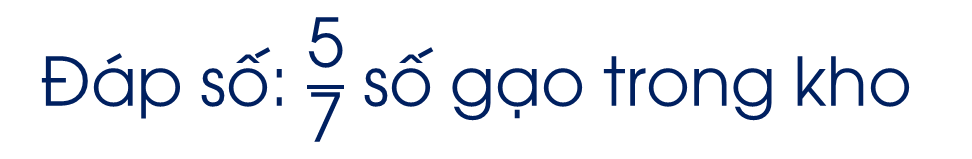 Đáp số: 5/7 số gạo trong kho